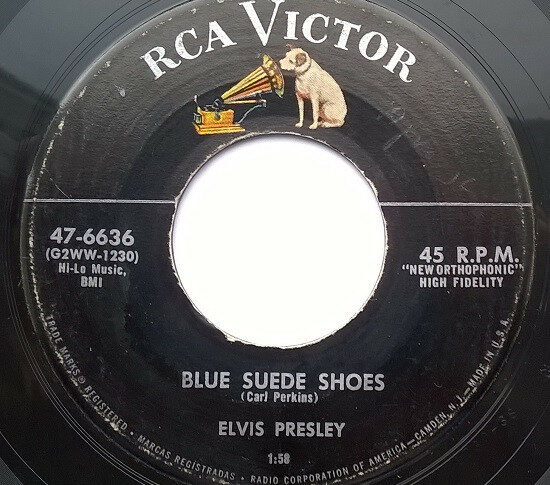 RCA VICTOR
47-6636
(G2WW-1230)
Ni-Lo Music,
BMI
45 R.P.M.
"NEW ORTHOPHONIC"
HIGH FIDELITY
BLUE SUEDE SHOES
(Carl Perkins)
ELVIS PRESLEY
1:58
TRADE MARKS ® REGISTERED • MARCAS REGISTRADAS • RADIO CORPORATION OF AMERICA—CAMDEN, N.J.—MADE IN U.S.A.